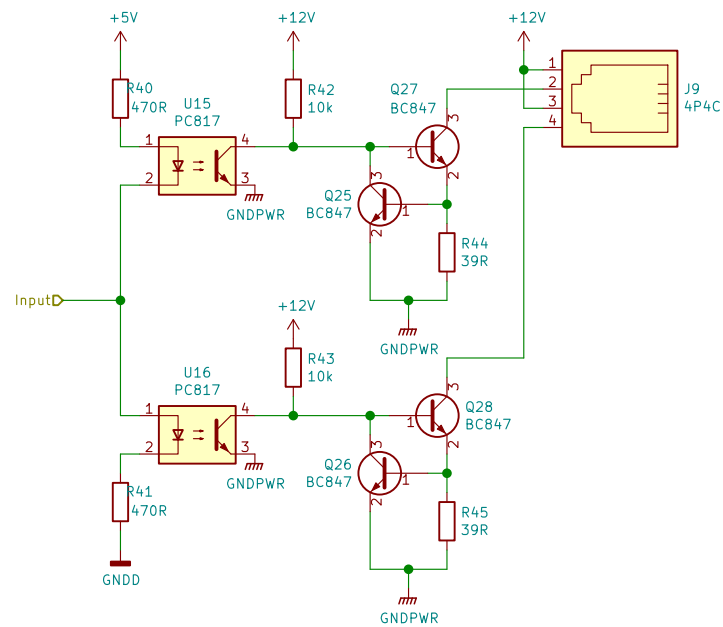 +5V
+12V
+12V
R40
470R
U15
PC817
1
2
4
3
GNDPWR
R42
10k
Q27
BC847
1
3
2
Q25
BC847
3
1
2
R44
39R
GNDPWR
1
2
3
4
J9
4P4C
Input
+12V
R43
10k
U16
PC817
1
2
4
3
GNDPWR
R41
470R
GNDD
Q28
BC847
1
3
2
Q26
BC847
3
1
2
R45
39R
GNDPWR